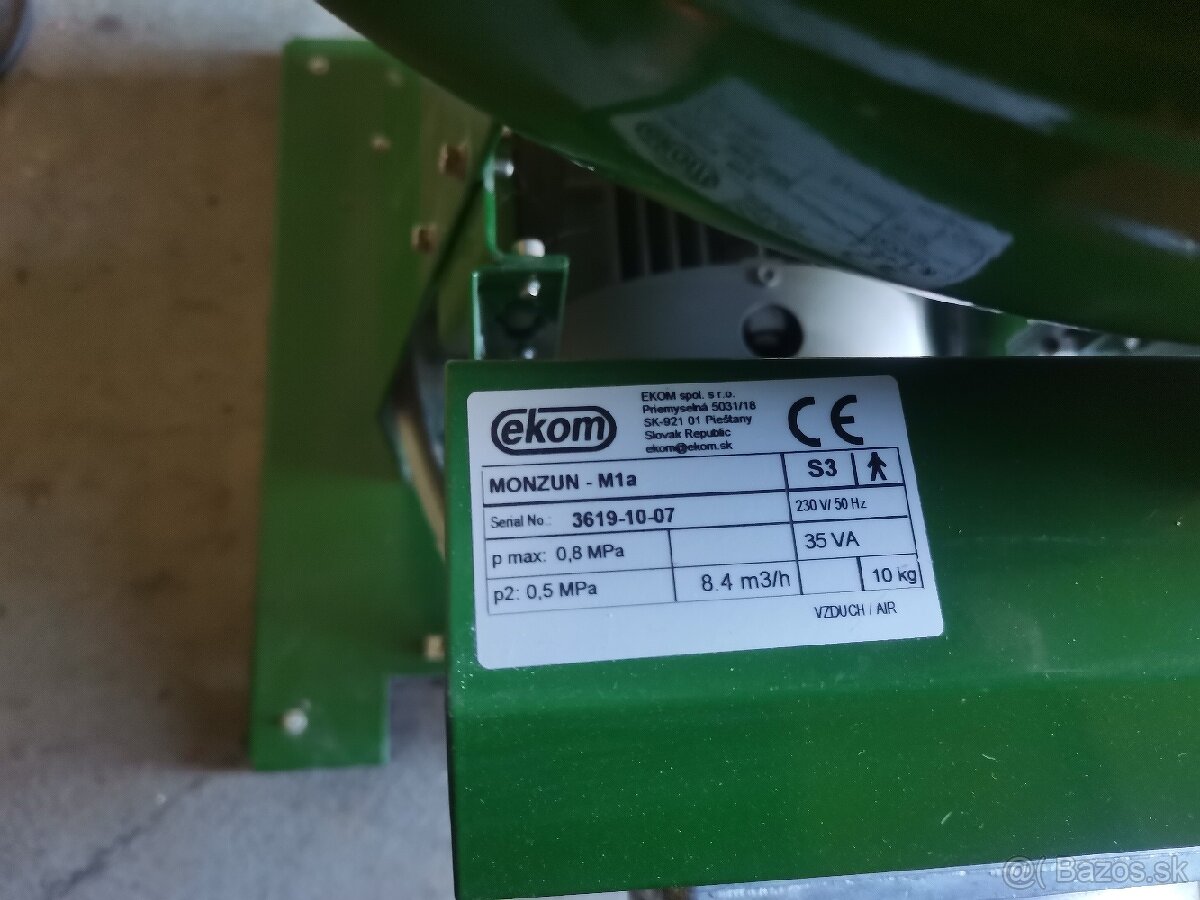 ekom
EKOM spol. s r.o.
Priemyselná 5031/18
SK-921 01 Piešťany
Slovak Republic
ekom@ekom.sk
CE
MONZUN - M1a
S3
Serial No.: 3619-10-07
230 V/ 50 Hz
p max: 0,8 MPa
35 VA
p2: 0,5 MPa
8.4 m3/h
10 kg
VZDUCH / AIR
@( Bazos.sk